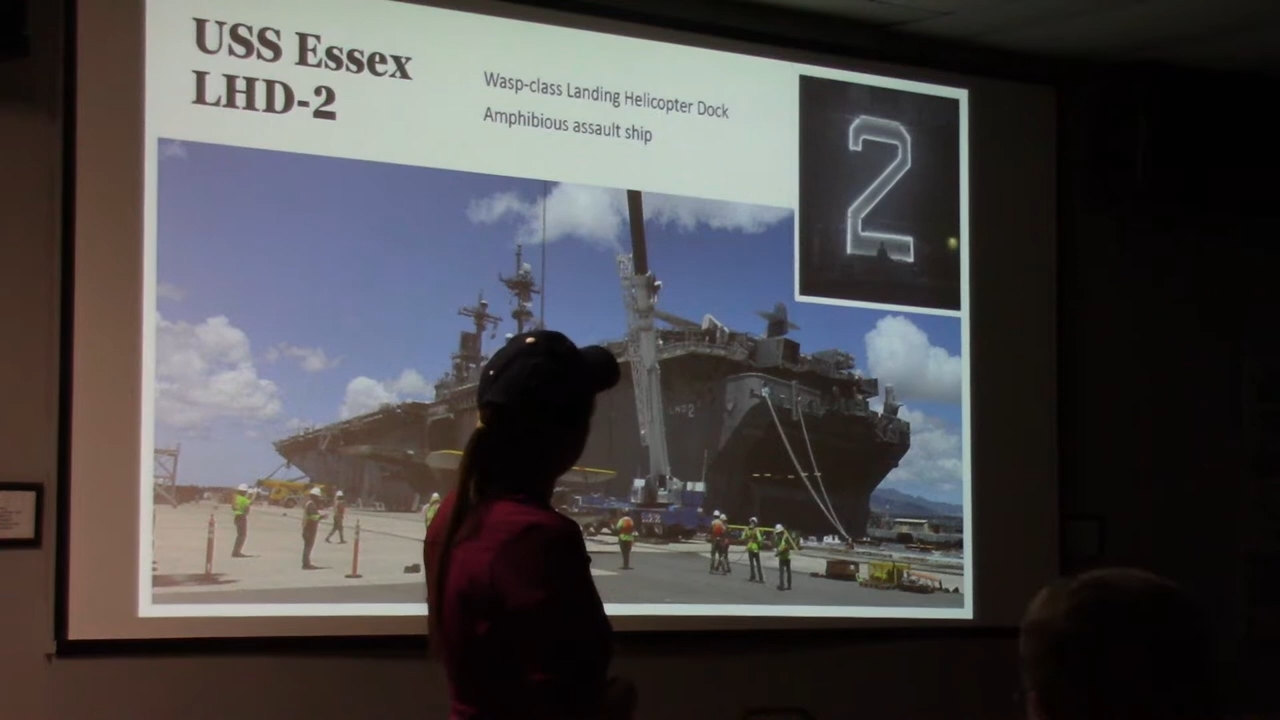 USS Essex
LHD-2
Wasp-class Landing Helicopter Dock
Amphibious assault ship
2
LHD 2